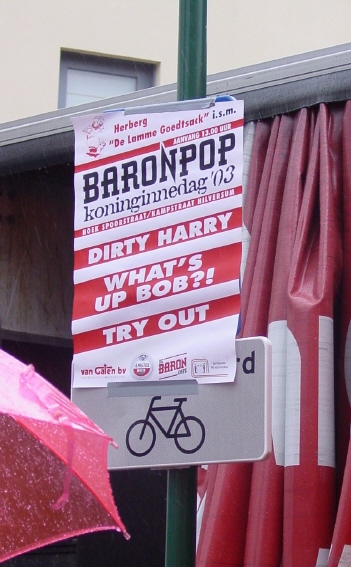 Herberg
"De Lamme Goedtsack" i.s.m.
AANVANG 13.00 UUR
BARONPOP
koninginnedag '03
HOEK SPOORSTRAAT/KAMPSTRAAT HILVERSUM
DIRTY HARRY
WHAT'S
UP BOB?!
TRY OUT
van Galen bv
BARON
rd